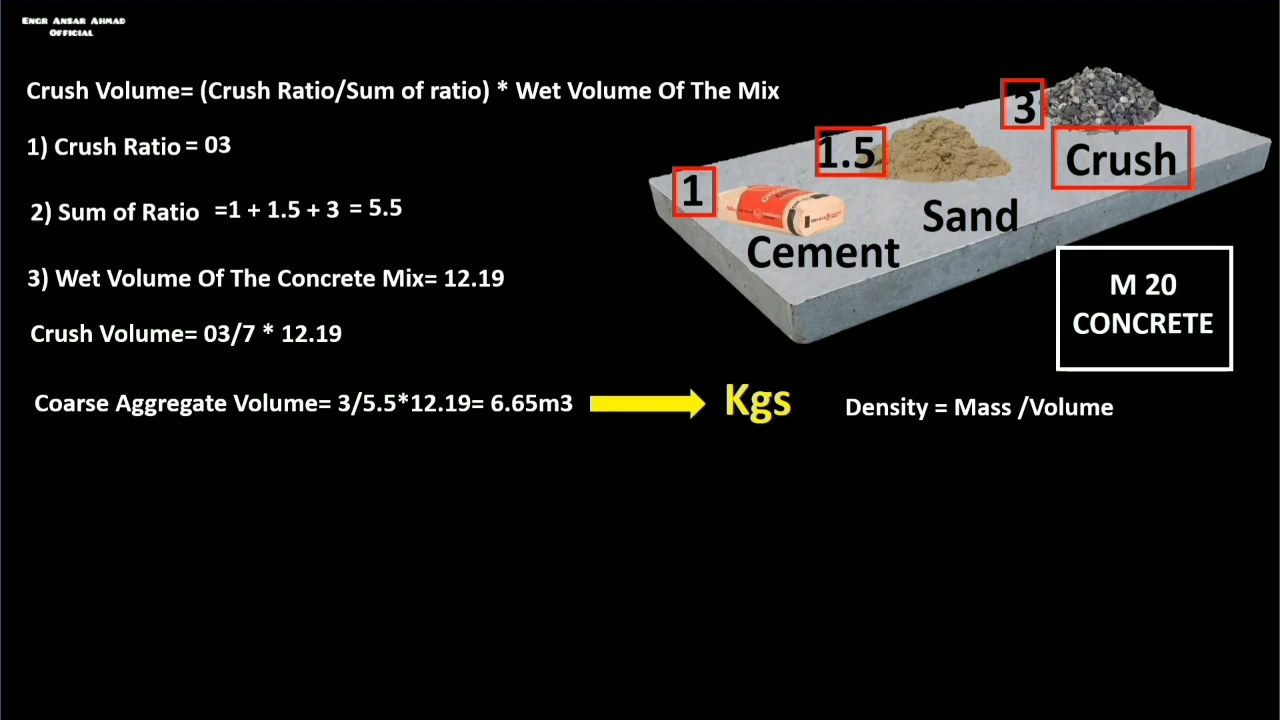 Engr Ansar Ahmad
Official
Crush Volume= (Crush Ratio/Sum of ratio) * Wet Volume Of The Mix
1) Crush Ratio = 03
2) Sum of Ratio =1 + 1.5 + 3 = 5.5
3) Wet Volume Of The Concrete Mix= 12.19
Crush Volume= 03/7 * 12.19
Coarse Aggregate Volume= 3/5.5*12.19= 6.65m3
Kgs
Density = Mass /Volume
3
Crush
1.5
Sand
1
Cement
M 20
CONCRETE